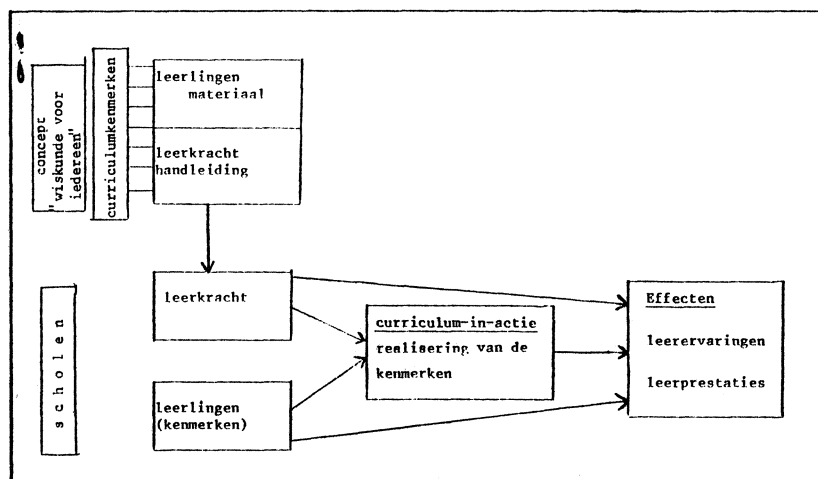 concept
"wiskunde voor
iedereen"
curriculumkenmerken
leerlingen
materiaal
leerkracht
handleiding
scholen
leerkracht
leerlingen
(kenmerken)
curriculum-in-actie
realisering van de
kenmerken
Effecten
leerervaringen
leerprestaties